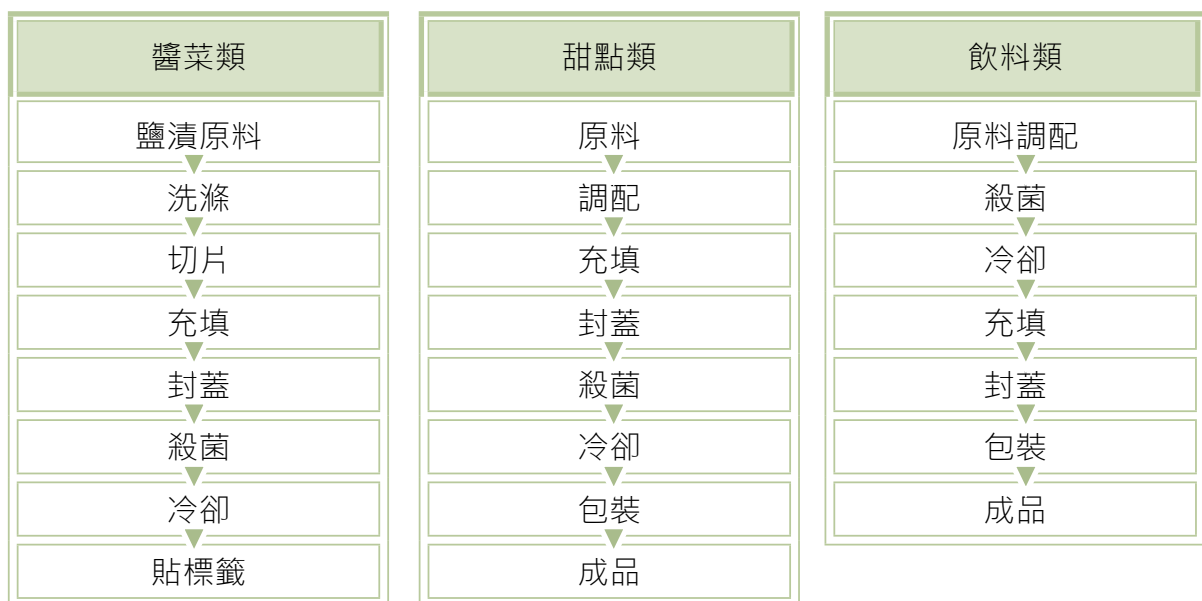 醬菜類
鹽漬原料
洗滌
切片
充填
封蓋
殺菌
冷卻
貼標籤
甜點類
原料
調配
充填
封蓋
殺菌
冷卻
包裝
成品
飲料類
原料調配
殺菌
冷卻
充填
封蓋
包裝
成品